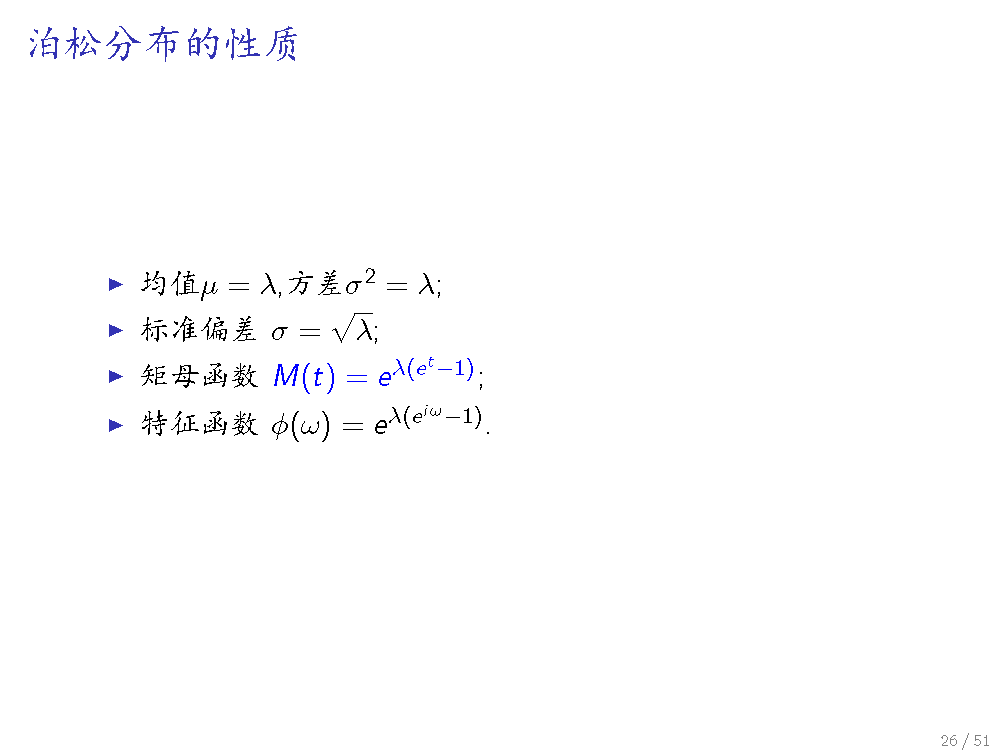 泊松分布的性质
▶ 均值μ = λ,方差σ² = λ;
▶ 标准偏差 σ = √λ;
▶ 矩母函数 M(t) = e^{λ(e^t−1)};
▶ 特征函数 ϕ(ω) = e^{λ(e^{iω}−1)}.
26 / 51